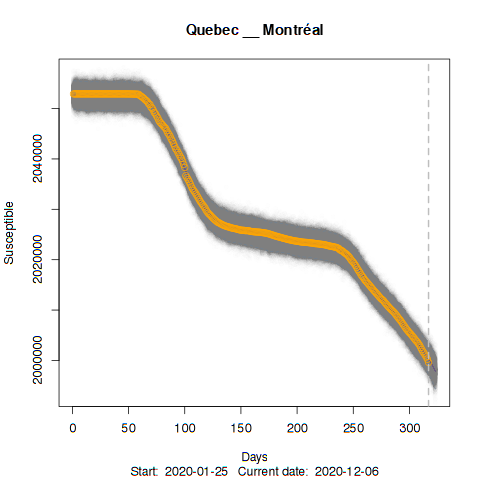 Quebec __ Montréal
Susceptible
2040000
2020000
2000000
0 50 100 150 200 250 300
Days
Start: 2020-01-25 Current date: 2020-12-06